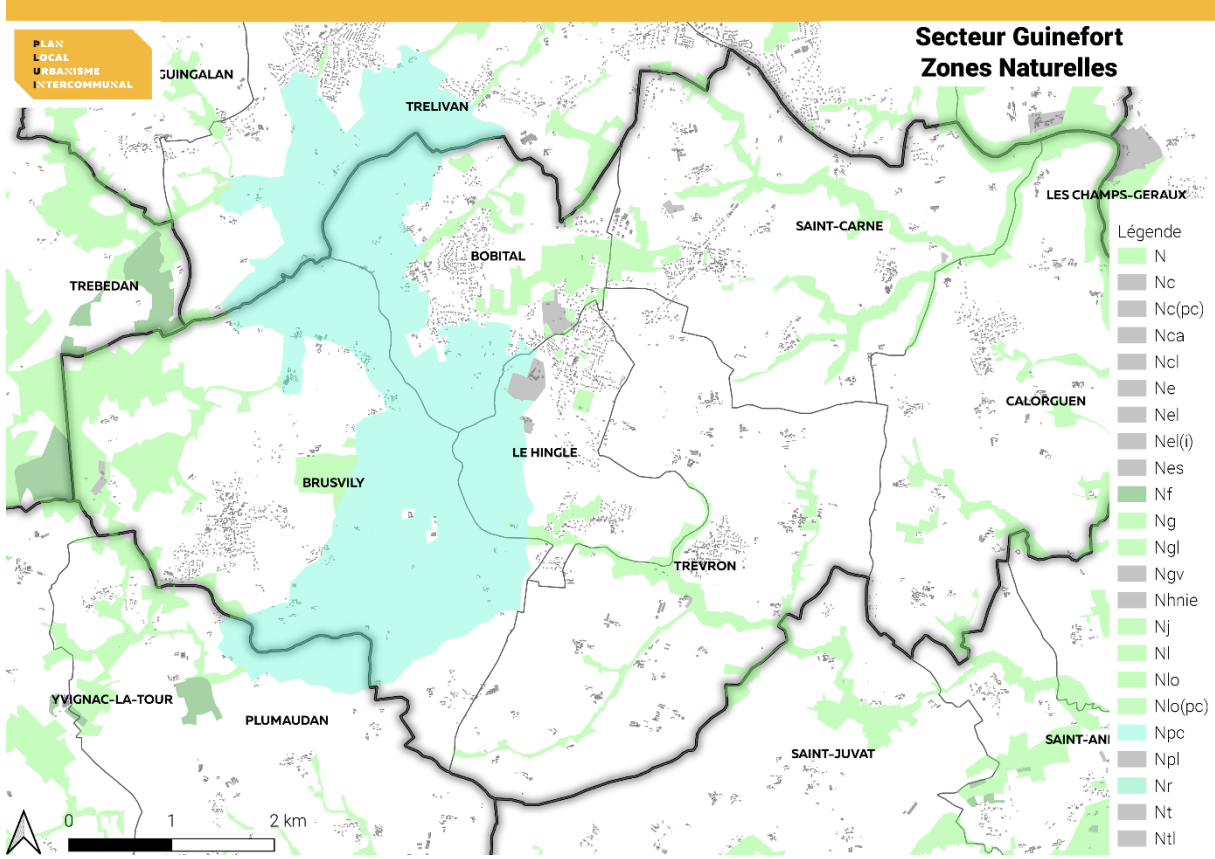 PLAN
LOCAL
URBANISME
INTERCOMMUNAL
Secteur Guinefort
Zones Naturelles
GUINGALAN
TRELIVAN
LES CHAMPS-GERAUX
SAINT-CARNE
BOBITAL
TREBEDAN
CALORGUEN
LE HINGLE
BRUSVILY
TREVRON
YVIGNAC-LA-TOUR
PLUMAUDAN
SAINT-JUVAT
SAINT-AN
Légende
N
Nc
Nc(pc)
Nca
Ncl
Ne
Nel
Nel(i)
Nes
Nf
Ng
Ngl
Ngv
Nhnie
Nj
Nl
Nlo
Nlo(pc)
Npc
Npl
Nr
Nt
Ntl
0 1 2 km